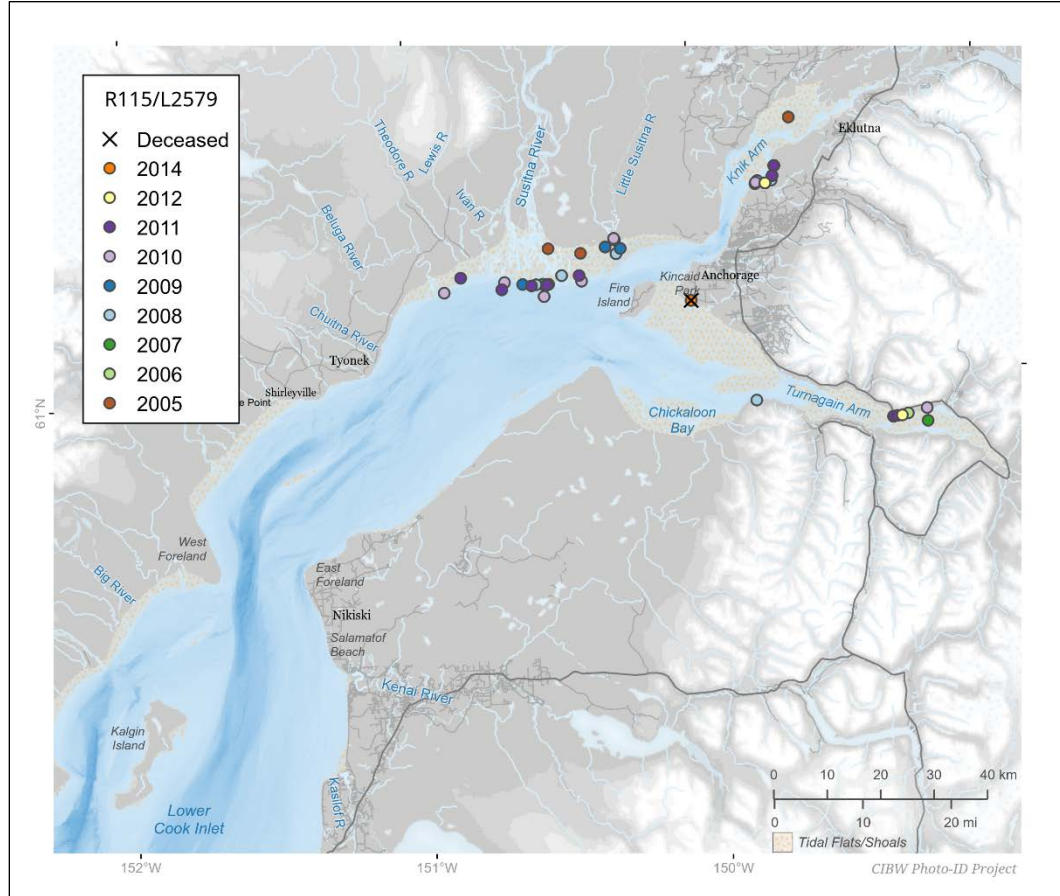 R115/L2579
Deceased
2014
2012
2011
2010
2009
2008
2007
2006
2005
Theodore R
Lewis R
Ivan R
Susitna River
Little Susitna R
Beluga River
Chuitna River
Knik Arm
Eklutna
Kincaid
Park
Anchorage
Fire
Island
Tyonek
Shirleyville
e Point
61°N
Chickaloon
Bay
Turnagain Arm
West
Foreland
Big River
East
Foreland
Nikiski
Salamatof
Beach
Kenai River
Kalgin
Island
Kasilof R
Lower
Cook Inlet
0 10 20 30 40 km
0 10 20 mi
Tidal Flats/Shoals
152°W
151°W
150°W
CIBW Photo-ID Project